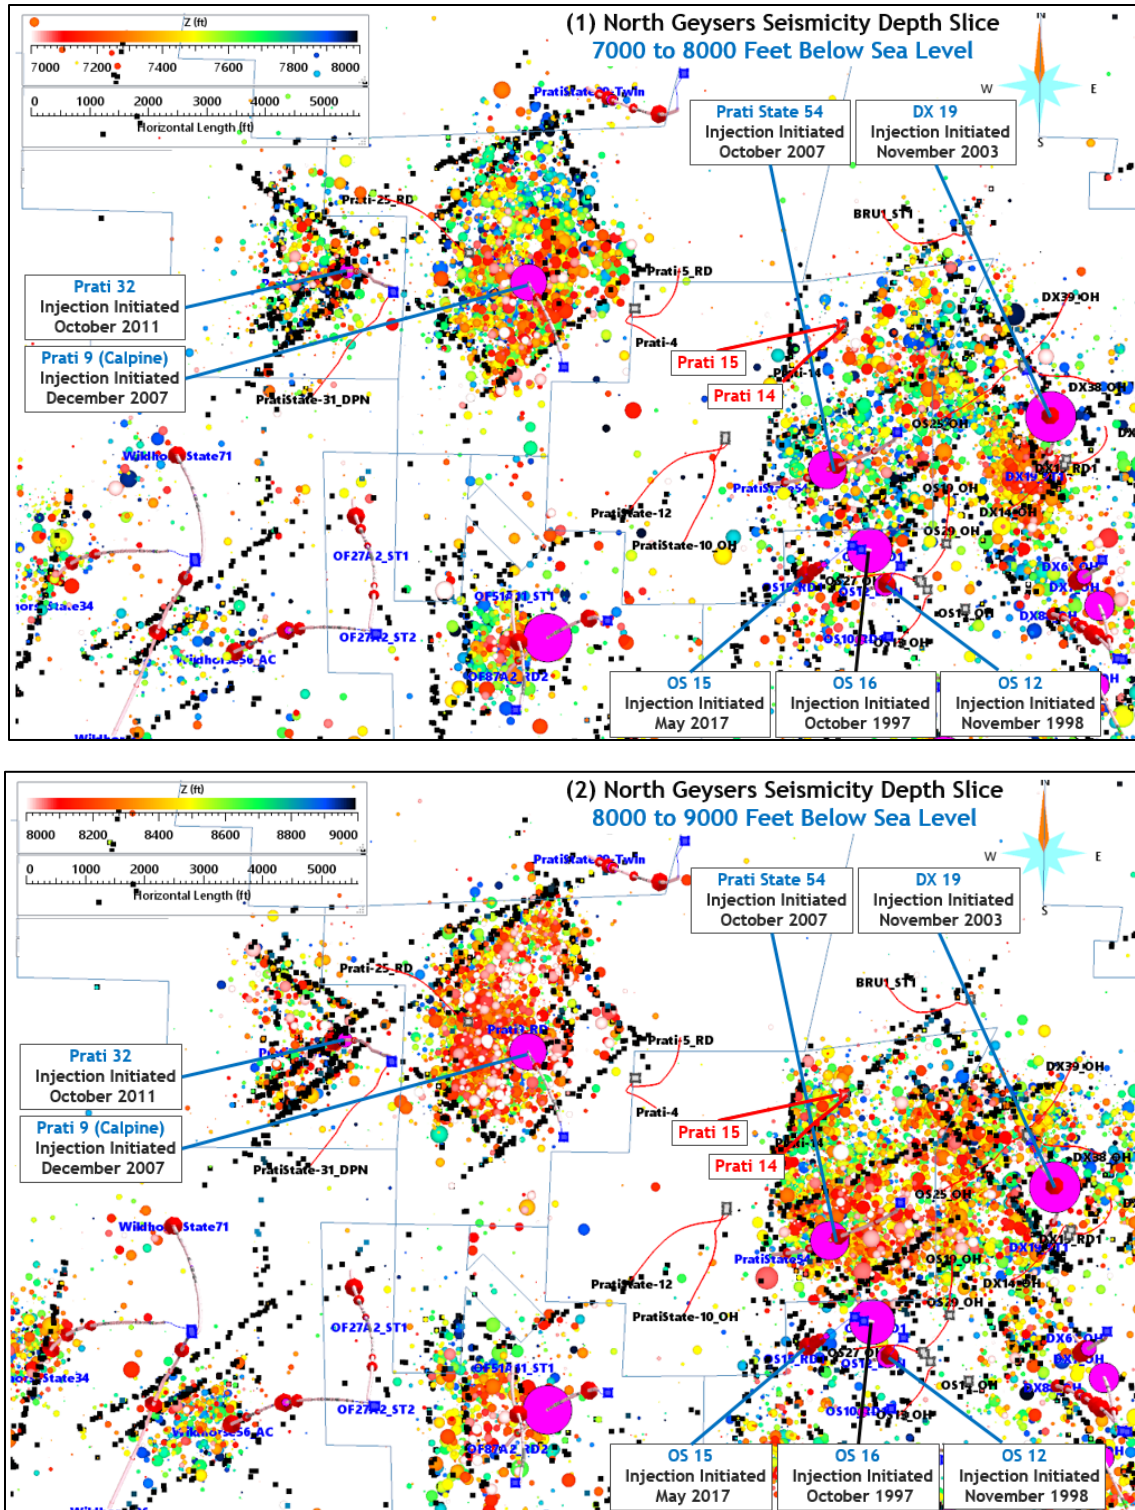 Z (ft)
7000 7200 7400 7600 7800 8000
0 1000 2000 3000 4000 5000
Horizontal Length (ft)
(1) North Geysers Seismicity Depth Slice
7000 to 8000 Feet Below Sea Level
W E
S
Prati State 54
Injection Initiated
October 2007
DX 19
Injection Initiated
November 2003
Prati-25_RD
BRU1_ST1
Prati-5_RD
DX39_OH
Prati 32
Injection Initiated
October 2011
Prati-4
Prati 15
Prati 9 (Calpine)
Injection Initiated
December 2007
Prati 14
DX38_OH
PratiState-31_DPN
OS25_OH
OS19_OH
DX14_OH
PratiState-12
PratiState-10_OH
OS29_OH
OF27A2_ST1
OF27A2_ST2
OS 15
Injection Initiated
May 2017
OS 16
Injection Initiated
October 1997
OS 12
Injection Initiated
November 1998
Z (ft)
8000 8200 8400 8600 8800 9000
0 1000 2000 3000 4000 5000
Horizontal Length (ft)
(2) North Geysers Seismicity Depth Slice
8000 to 9000 Feet Below Sea Level
W E
S
Prati State 54
Injection Initiated
October 2007
DX 19
Injection Initiated
November 2003
Prati-25_RD
BRU1_ST1
Prati-5_RD
DX39_OH
Prati 32
Injection Initiated
October 2011
Prati-4
Prati 15
Prati 9 (Calpine)
Injection Initiated
December 2007
Prati 14
DX38_OH
PratiState-31_DPN
OS25_OH
PratiState54
OS19_OH
DX14_OH
PratiState-12
PratiState-10_OH
OS29_OH
OF27A2_ST1
OF27A2_ST2
OS 15
Injection Initiated
May 2017
OS 16
Injection Initiated
October 1997
OS 12
Injection Initiated
November 1998